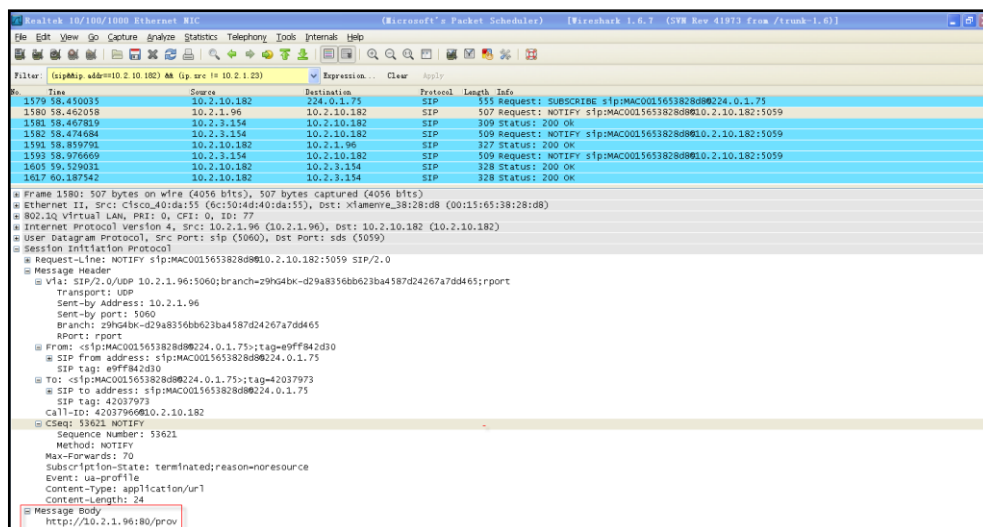 Realtek 10/100/1000 Ethernet NIC (Microsoft's Packet Scheduler) [Wireshark 1.6.7 (SVN Rev 41973 from /trunk-1.6)]
File Edit View Go Capture Analyze Statistics Telephony Tools Internals Help
Filter: (sip&&ip.addr==10.2.10.182) && (ip.src != 10.2.1.23) Expression... Clear Apply
No. Time Source Destination Protocol Length Info
1579 58.450035 10.2.10.182 224.0.1.75 SIP 555 Request: SUBSCRIBE sip:MAC0015653828d8@224.0.1.75
1580 58.462058 10.2.1.96 10.2.10.182 SIP 507 Request: NOTIFY sip:MAC0015653828d8@10.2.10.182:5059
1581 58.467819 10.2.3.154 10.2.10.182 SIP 309 Status: 200 Ok
1582 58.474684 10.2.3.154 10.2.10.182 SIP 509 Request: NOTIFY sip:MAC0015653828d8@10.2.10.182:5059
1591 58.859791 10.2.10.182 10.2.1.96 SIP 327 Status: 200 OK
1593 58.976669 10.2.3.154 10.2.10.182 SIP 509 Request: NOTIFY sip:MAC0015653828d8@10.2.10.182:5059
1605 59.529031 10.2.10.182 10.2.3.154 SIP 328 Status: 200 OK
1617 60.187542 10.2.10.182 10.2.3.154 SIP 328 Status: 200 OK
Frame 1580: 507 bytes on wire (4056 bits), 507 bytes captured (4056 bits)
Ethernet II, Src: Cisco_40:da:55 (6c:50:4d:40:da:55), Dst: XiamenYe_38:28:d8 (00:15:65:38:28:d8)
802.1Q Virtual LAN, PRI: 0, CFI: 0, ID: 77
Internet Protocol Version 4, Src: 10.2.1.96 (10.2.1.96), Dst: 10.2.10.182 (10.2.10.182)
User Datagram Protocol, Src Port: sip (5060), Dst Port: sds (5059)
Session Initiation Protocol
Request-Line: NOTIFY sip:MAC0015653828d8@10.2.10.182:5059 SIP/2.0
Message Header
Via: SIP/2.0/UDP 10.2.1.96:5060;branch=z9hG4bK-d29a8356bb623ba4587d24267a7dd465;rport
Transport: UDP
Sent-by Address: 10.2.1.96
Sent-by port: 5060
Branch: z9hG4bK-d29a8356bb623ba4587d24267a7dd465
RPort: rport
From: <sip:MAC0015653828d8@224.0.1.75>;tag=e9ff842d30
SIP from address: sip:MAC0015653828d8@224.0.1.75
SIP tag: e9ff842d30
To: <sip:MAC0015653828d8@224.0.1.75>;tag=42037973
SIP to address: sip:MAC0015653828d8@224.0.1.75
SIP tag: 42037973
Call-ID: 42037966@10.2.10.182
CSeq: 53621 NOTIFY
Sequence Number: 53621
Method: NOTIFY
Max-Forwards: 70
Subscription-State: terminated;reason=noresource
Event: ua-profile
Content-Type: application/url
Content-Length: 24
Message Body
http://10.2.1.96:80/prov